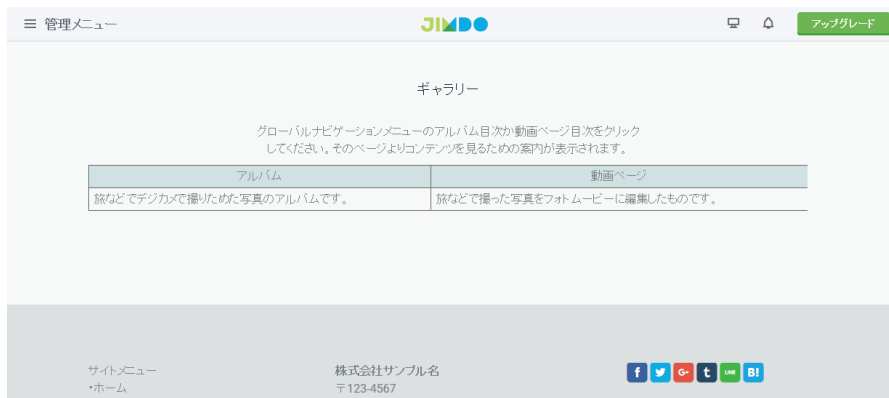 管理メニュー
JIMDO
アップグレード
ギャラリー
グローバルナビゲーションメニューのアルバム目次か動画ページ目次をクリック
してください。そのページよりコンテンツを見るための案内が表示されます。
アルバム
動画ページ
旅などでデジカメで撮りためた写真のアルバムです。
旅などで撮った写真をフォトムービーに編集したものです。
サイトメニュー
・ホーム
株式会社サンプル名
〒123-4567
f
G+
t
LINE
B!